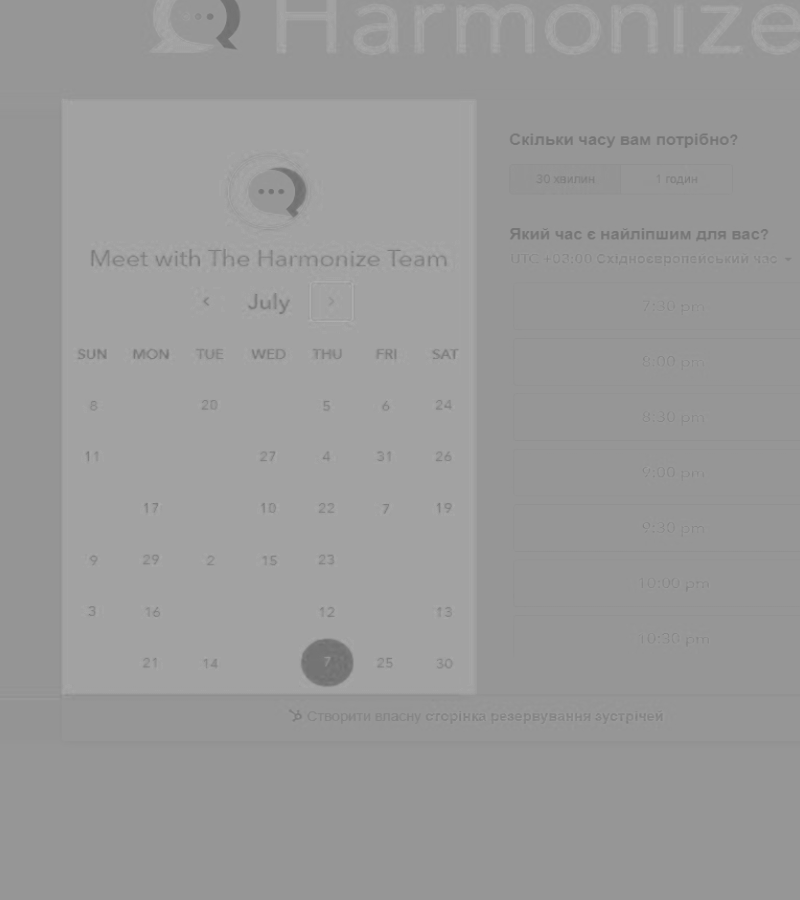 Harmonize
Meet with The Harmonize Team
July
SUN MON TUE WED THU FRI SAT
8 20 5 6 24
11 27 4 31 26
17 10 22 7 19
9 29 2 15 23
3 16 12 13
21 14 7 25 30
Скільки часу вам потрібно?
30 хвилин 1 годин
Який час є найліпшим для вас?
UTC +03:00 Східноєвропейський час
7:30 pm
8:00 pm
8:30 pm
9:00 pm
9:30 pm
10:00 pm
10:30 pm
Створити власну сторінка резервування зустрічей